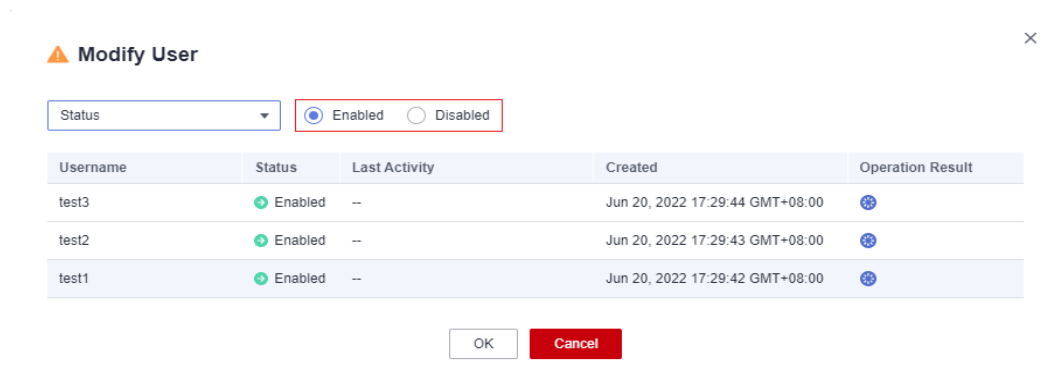 Modify User
Status Enabled Disabled
Username Status Last Activity Created Operation Result
test3 Enabled -- Jun 20, 2022 17:29:44 GMT+08:00
test2 Enabled -- Jun 20, 2022 17:29:43 GMT+08:00
test1 Enabled -- Jun 20, 2022 17:29:42 GMT+08:00
OK Cancel